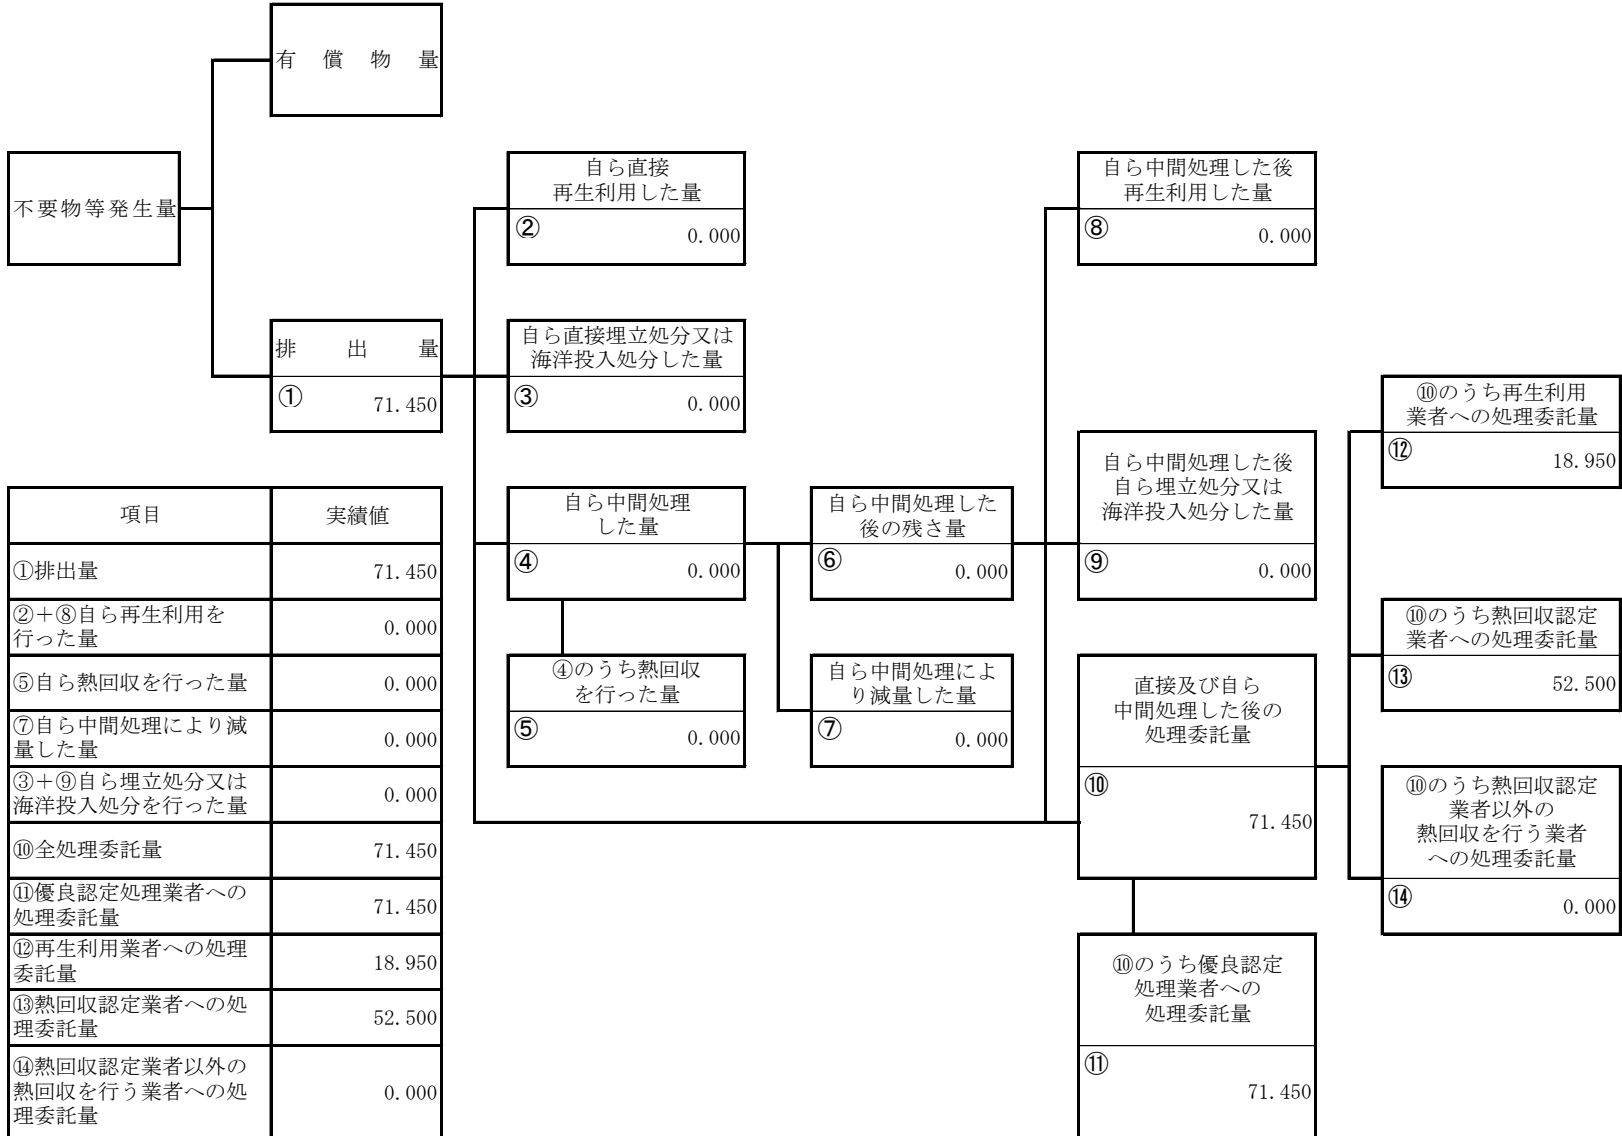 有償物量
不要物等発生量
排出量
① 71.450
自ら直接
再生利用した量
② 0.000
自ら直接埋立処分又は
海洋投入処分した量
③ 0.000
自ら中間処理
した量
④ 0.000
④のうち熱回収
を行った量
⑤ 0.000
自ら中間処理した
後の残さ量
⑥ 0.000
自ら中間処理によ
り減量した量
⑦ 0.000
自ら中間処理した後
再生利用した量
⑧ 0.000
自ら中間処理した後
自ら埋立処分又は
海洋投入処分した量
⑨ 0.000
直接及び自ら
中間処理した後の
処理委託量
⑩
71.450
⑩のうち優良認定
処理業者への
処理委託量
⑪
71.450
⑩のうち再生利用
業者への処理委託量
⑫ 18.950
⑩のうち熱回収認定
業者への処理委託量
⑬ 52.500
⑩のうち熱回収認定
業者以外の
熱回収を行う業者
への処理委託量
⑭ 0.000
項目 実績値
①排出量 71.450
②+⑧自ら再生利用を
行った量 0.000
⑤自ら熱回収を行った量 0.000
⑦自ら中間処理により減
量した量 0.000
③+⑨自ら埋立処分又は
海洋投入処分を行った量 0.000
⑩全処理委託量 71.450
⑪優良認定処理業者への
処理委託量 71.450
⑫再生利用業者への処理
委託量 18.950
⑬熱回収認定業者への処
理委託量 52.500
⑭熱回収認定業者以外の
熱回収を行う業者への処
理委託量 0.000